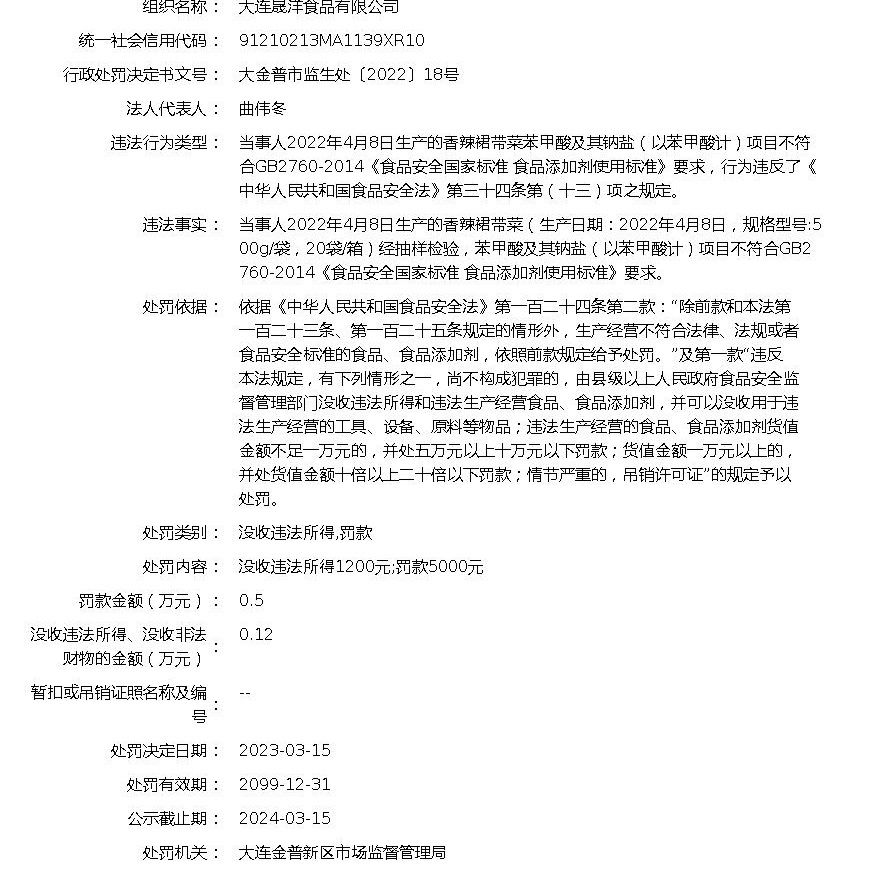 组织名称： 大连晟洋食品有限公司
统一社会信用代码： 91210213MA1139XR10
行政处罚决定书文号： 大金普市监生处〔2022〕18号
法人代表人： 曲伟冬
违法行为类型： 当事人2022年4月8日生产的香辣裙带菜苯甲酸及其钠盐（以苯甲酸计）项目不符
合GB2760-2014《食品安全国家标准 食品添加剂使用标准》要求，行为违反了《
中华人民共和国食品安全法》第三十四条第（十三）项之规定。
违法事实： 当事人2022年4月8日生产的香辣裙带菜（生产日期：2022年4月8日，规格型号:5
00g/袋，20袋/箱）经抽样检验，苯甲酸及其钠盐（以苯甲酸计）项目不符合GB2
760-2014《食品安全国家标准 食品添加剂使用标准》要求。
处罚依据： 依据《中华人民共和国食品安全法》第一百二十四条第二款：“除前款和本法第
一百二十三条、第一百二十五条规定的情形外，生产经营不符合法律、法规或者
食品安全标准的食品、食品添加剂，依照前款规定给予处罚。”及第一款“违反
本法规定，有下列情形之一，尚不构成犯罪的，由县级以上人民政府食品安全监
督管理部门没收违法所得和违法生产经营食品、食品添加剂，并可以没收用于违
法生产经营的工具、设备、原料等物品；违法生产经营的食品、食品添加剂货值
金额不足一万元的，并处五万元以上十万元以下罚款；货值金额一万元以上的，
并处货值金额十倍以上二十倍以下罚款；情节严重的，吊销许可证”的规定予以
处罚。
处罚类别： 没收违法所得,罚款
处罚内容： 没收违法所得1200元;罚款5000元
罚款金额（万元）： 0.5
没收违法所得、没收非法
财物的金额（万元）： 0.12
暂扣或吊销证照名称及编
号： --
处罚决定日期： 2023-03-15
处罚有效期： 2099-12-31
公示截止期： 2024-03-15
处罚机关： 大连金普新区市场监督管理局